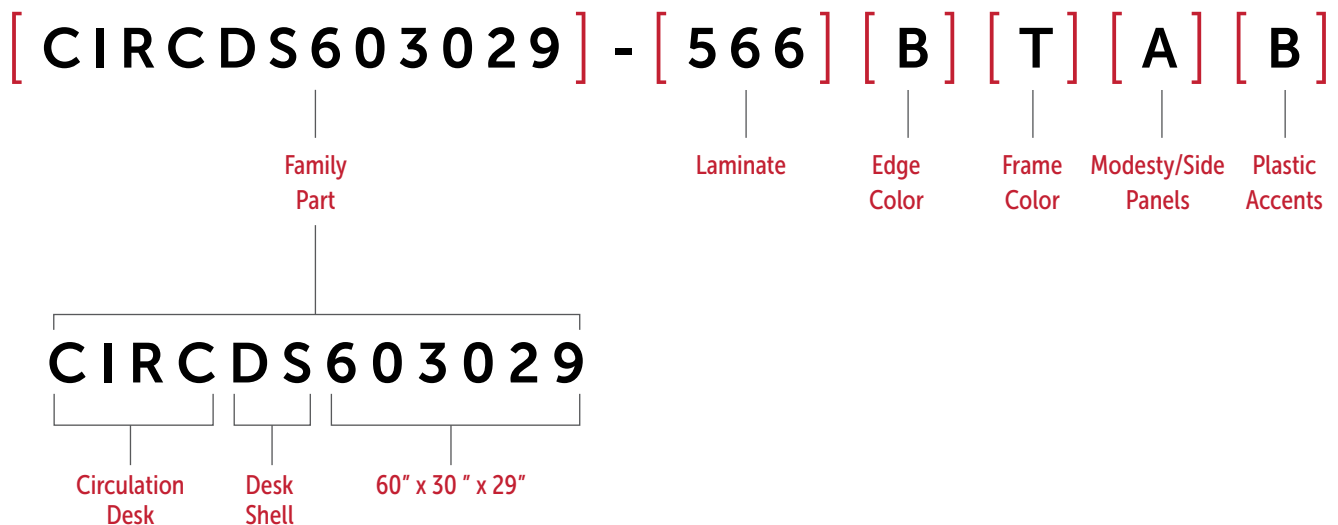 [CIRCDS603029] - [566] [B] [T] [A] [B]
Family Part
Laminate
Edge Color
Frame Color
Modesty/Side Panels
Plastic Accents
CIRCDS603029
Circulation Desk
Desk Shell
60” x 30 ” x 29”